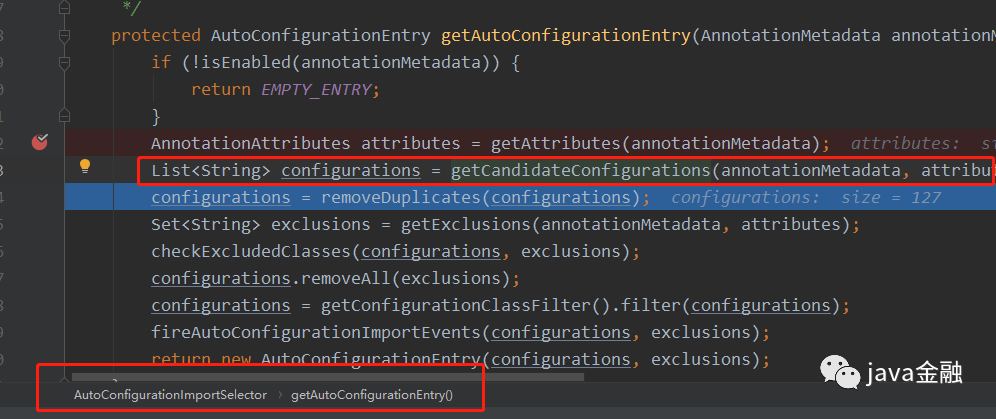 */
protected AutoConfigurationEntry getAutoConfigurationEntry(AnnotationMetadata annotationM
if (!isEnabled(annotationMetadata)) {
return EMPTY_ENTRY;
}
AnnotationAttributes attributes = getAttributes(annotationMetadata); attributes: si
List<String> configurations = getCandidateConfigurations(annotationMetadata, attribu
configurations = removeDuplicates(configurations); configurations: size = 127
Set<String> exclusions = getExclusions(annotationMetadata, attributes);
checkExcludedClasses(configurations, exclusions);
configurations.removeAll(exclusions);
configurations = getConfigurationClassFilter().filter(configurations);
fireAutoConfigurationImportEvents(configurations, exclusions);
return new AutoConfigurationEntry(configurations, exclusions);
java金融
AutoConfigurationImportSelector › getAutoConfigurationEntry()